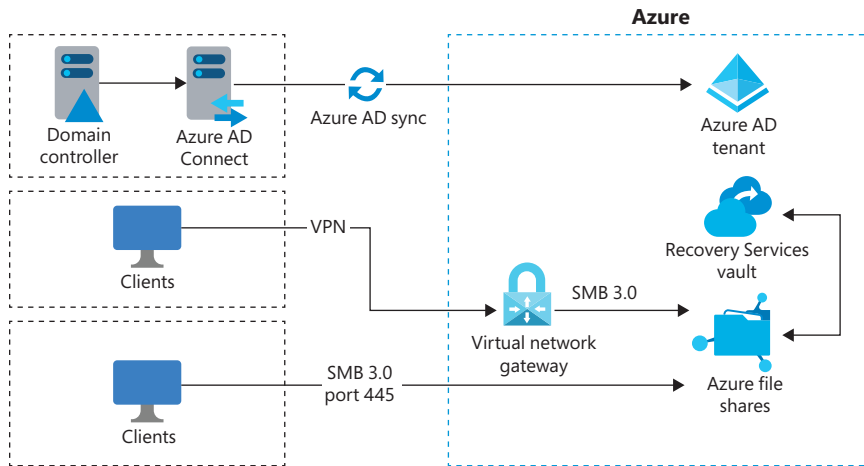 Azure
Domain
controller
Azure AD
Connect
Azure AD sync
Azure AD
tenant
Clients
VPN
Recovery Services
vault
Virtual network
gateway
SMB 3.0
Azure file
shares
Clients
SMB 3.0
port 445